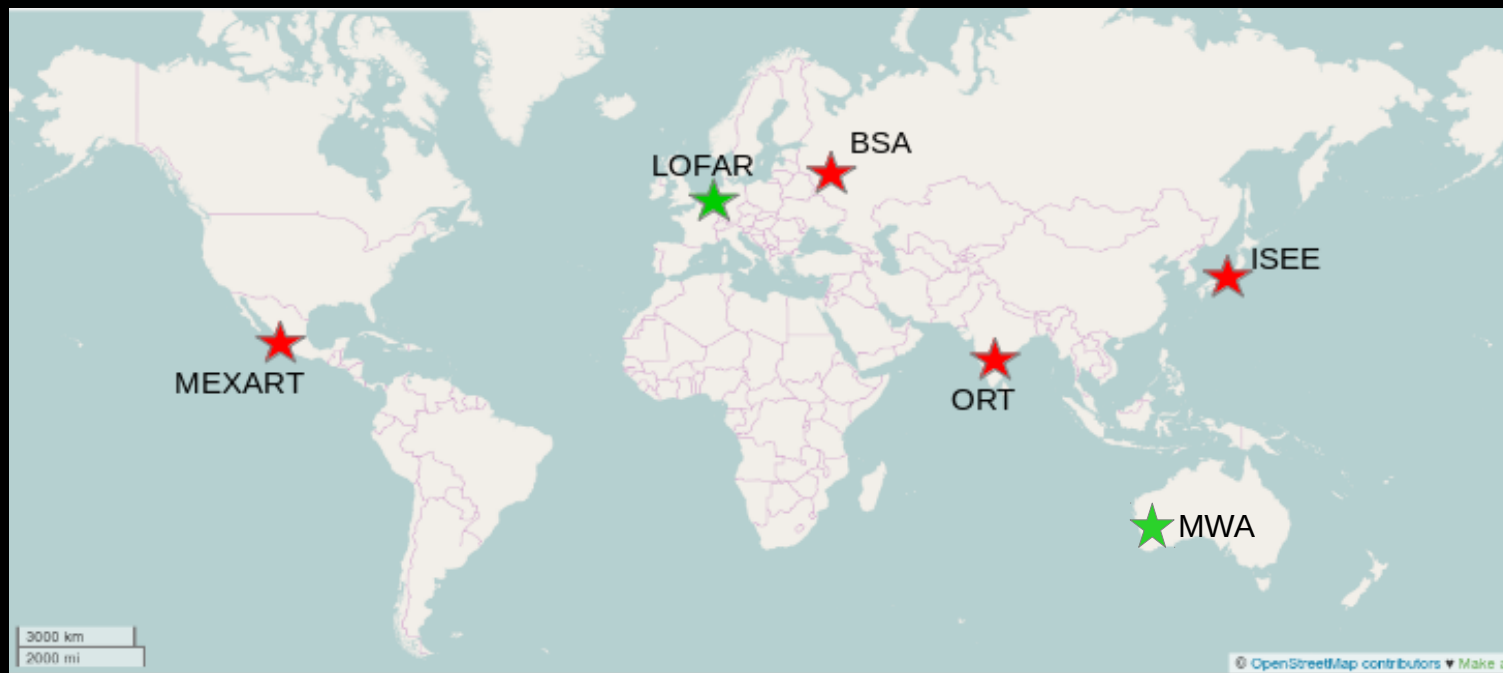 BSA
LOFAR
ISEE
MEXART
ORT
MWA
3000 km
2000 mi
© OpenStreetMap contributors ♥ Make a